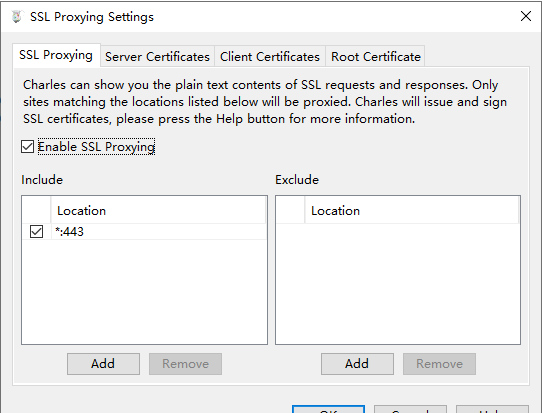 SSL Proxying Settings
SSL Proxying Server Certificates Client Certificates Root Certificate
Charles can show you the plain text contents of SSL requests and responses. Only
sites matching the locations listed below will be proxied. Charles will issue and sign
SSL certificates, please press the Help button for more information.
Enable SSL Proxying
Include Exclude
Location Location
*:443
Add Remove Add Remove